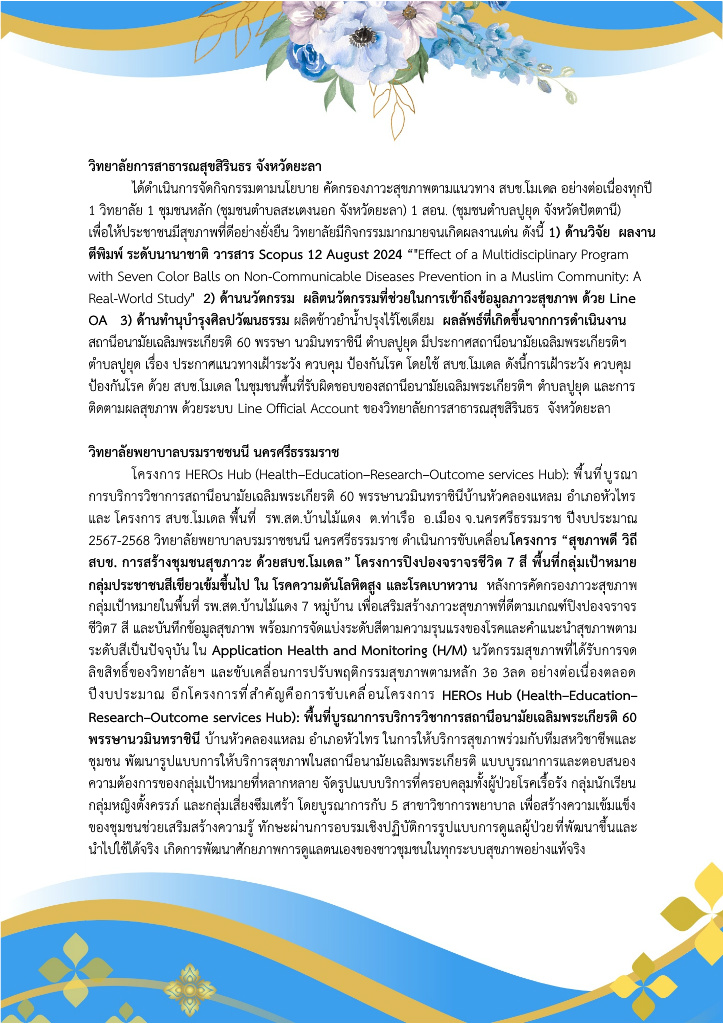 วิทยาลัยการสาธารณสุขสิรินธร จังหวัดยะลา
ได้ดำเนินการจัดกิจกรรมตามนโยบาย คัดกรองภาวะสุขภาพตามแนวทาง สบช.โมเดล อย่างต่อเนื่องทุกปี
1 วิทยาลัย 1 ชุมชนหลัก (ชุมชนตำบลสะเตงนอก จังหวัดยะลา) 1 สอน. (ชุมชนตำบลปูยุด จังหวัดปัตตานี)
เพื่อให้ประชาชนมีสุขภาพที่ดีอย่างยั่งยืน วิทยาลัยมีกิจกรรมมากมายจนเกิดผลงานเด่น ดังนี้ 1) ด้านวิจัย ผลงาน
ตีพิมพ์ ระดับนานาชาติ วารสาร Scopus 12 August 2024 “"Effect of a Multidisciplinary Program
with Seven Color Balls on Non-Communicable Diseases Prevention in a Muslim Community: A
Real-World Study" 2) ด้านนวัตกรรม ผลิตนวัตกรรมที่ช่วยในการเข้าถึงข้อมูลภาวะสุขภาพ ด้วย Line
OA 3) ด้านทำนุบำรุงศิลปวัฒนธรรม ผลิตข้าวยำน้ำปรุงไร้โซเดียม ผลลัพธ์ที่เกิดขึ้นจากการดำเนินงาน
สถานีอนามัยเฉลิมพระเกียรติ 60 พรรษา นวมินทราชินี ตำบลปูยุด มีประกาศสถานีอนามัยเฉลิมพระเกียรติฯ
ตำบลปูยุด เรื่อง ประกาศแนวทางเฝ้าระวัง ควบคุม ป้องกันโรค โดยใช้ สบช.โมเดล ดังนี้การเฝ้าระวัง ควบคุม
ป้องกันโรค ด้วย สบช.โมเดล ในชุมชนพื้นที่รับผิดชอบของสถานีอนามัยเฉลิมพระเกียรติฯ ตำบลปูยุด และการ
ติดตามผลสุขภาพ ด้วยระบบ Line Official Account ของวิทยาลัยการสาธารณสุขสิรินธร จังหวัดยะลา
วิทยาลัยพยาบาลบรมราชชนนี นครศรีธรรมราช
โครงการ HEROs Hub (Health–Education–Research–Outcome services Hub): พื้นที่บูรณา
การบริการวิชาการสถานีอนามัยเฉลิมพระเกียรติ 60 พรรษานวมินทราชินีบ้านหัวคลองแหลม อำเภอหัวไทร
และ โครงการ สบช.โมเดล พื้นที่ รพ.สต.บ้านไม้แดง ต.ท่าเรือ อ.เมือง จ.นครศรีธรรมราช ปีงบประมาณ
2567-2568 วิทยาลัยพยาบาลบรมราชชนนี นครศรีธรรมราช ดำเนินการขับเคลื่อนโครงการ “สุขภาพดี วิถี
สบช. การสร้างชุมชนสุขภาวะ ด้วยสบช.โมเดล” โครงการปิงปองจราจรชีวิต 7 สี พื้นที่กลุ่มเป้าหมาย
กลุ่มประชาชนสีเขียวเข้มขึ้นไป ใน โรคความดันโลหิตสูง และโรคเบาหวาน หลังการคัดกรองภาวะสุขภาพ
กลุ่มเป้าหมายในพื้นที่ รพ.สต.บ้านไม้แดง 7 หมู่บ้าน เพื่อเสริมสร้างภาวะสุขภาพที่ดีตามเกณฑ์ปิงปองจราจร
ชีวิต7 สี และบันทึกข้อมูลสุขภาพ พร้อมการจัดแบ่งระดับสีตามความรุนแรงของโรคและคำแนะนำสุขภาพตาม
ระดับสีเป็นปัจจุบัน ใน Application Health and Monitoring (H/M) นวัตกรรมสุขภาพที่ได้รับการจด
ลิขสิทธิ์ของวิทยาลัยฯ และขับเคลื่อนการปรับพฤติกรรมสุขภาพตามหลัก 3อ 3ลด อย่างต่อเนื่องตลอด
ปีงบประมาณ อีกโครงการที่สำคัญคือการขับเคลื่อนโครงการ HEROs Hub (Health–Education–
Research–Outcome services Hub): พื้นที่บูรณาการบริการวิชาการสถานีอนามัยเฉลิมพระเกียรติ 60
พรรษานวมินทราชินี บ้านหัวคลองแหลม อำเภอหัวไทร ในการให้บริการสุขภาพร่วมกับทีมสหวิชาชีพและ
ชุมชน พัฒนารูปแบบการให้บริการสุขภาพในสถานีอนามัยเฉลิมพระเกียรติ แบบบูรณาการและตอบสนอง
ความต้องการของกลุ่มเป้าหมายที่หลากหลาย จัดรูปแบบบริการที่ครอบคลุมทั้งผู้ป่วยโรคเรื้อรัง กลุ่มนักเรียน
กลุ่มหญิงตั้งครรภ์ และกลุ่มเสี่ยงซึมเศร้า โดยบูรณาการกับ 5 สาขาวิชาการพยาบาล เพื่อสร้างความเข้มแข็ง
ของชุมชนช่วยเสริมสร้างความรู้ ทักษะผ่านการอบรมเชิงปฏิบัติการรูปแบบการดูแลผู้ป่วยที่พัฒนาขึ้นและ
นำไปใช้ได้จริง เกิดการพัฒนาศักยภาพการดูแลตนเองของชาวชุมชนในทุกระบบสุขภาพอย่างแท้จริง